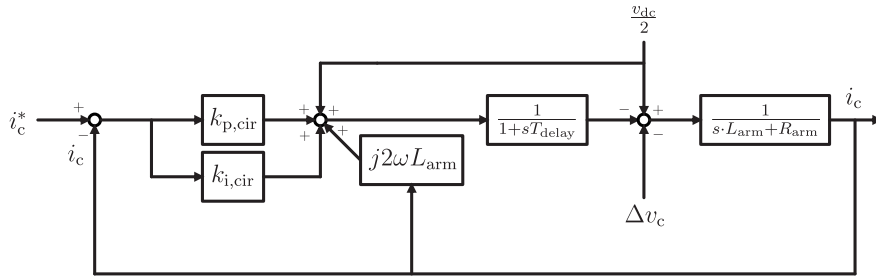 v_dc/2
i_c^* + − i_c
k_p,cir
k_i,cir
+ + + +
j2ωL_arm
1/(1+sT_delay)
− + −
Δv_c
1/(s·L_arm+R_arm)
i_c